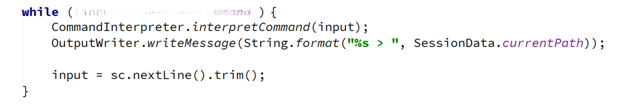 while ( ) {
    CommandInterpreter.interpretCommand(input);
    OutputWriter.writeMessage(String.format("%s > ", SessionData.currentPath));

    input = sc.nextLine().trim();
}